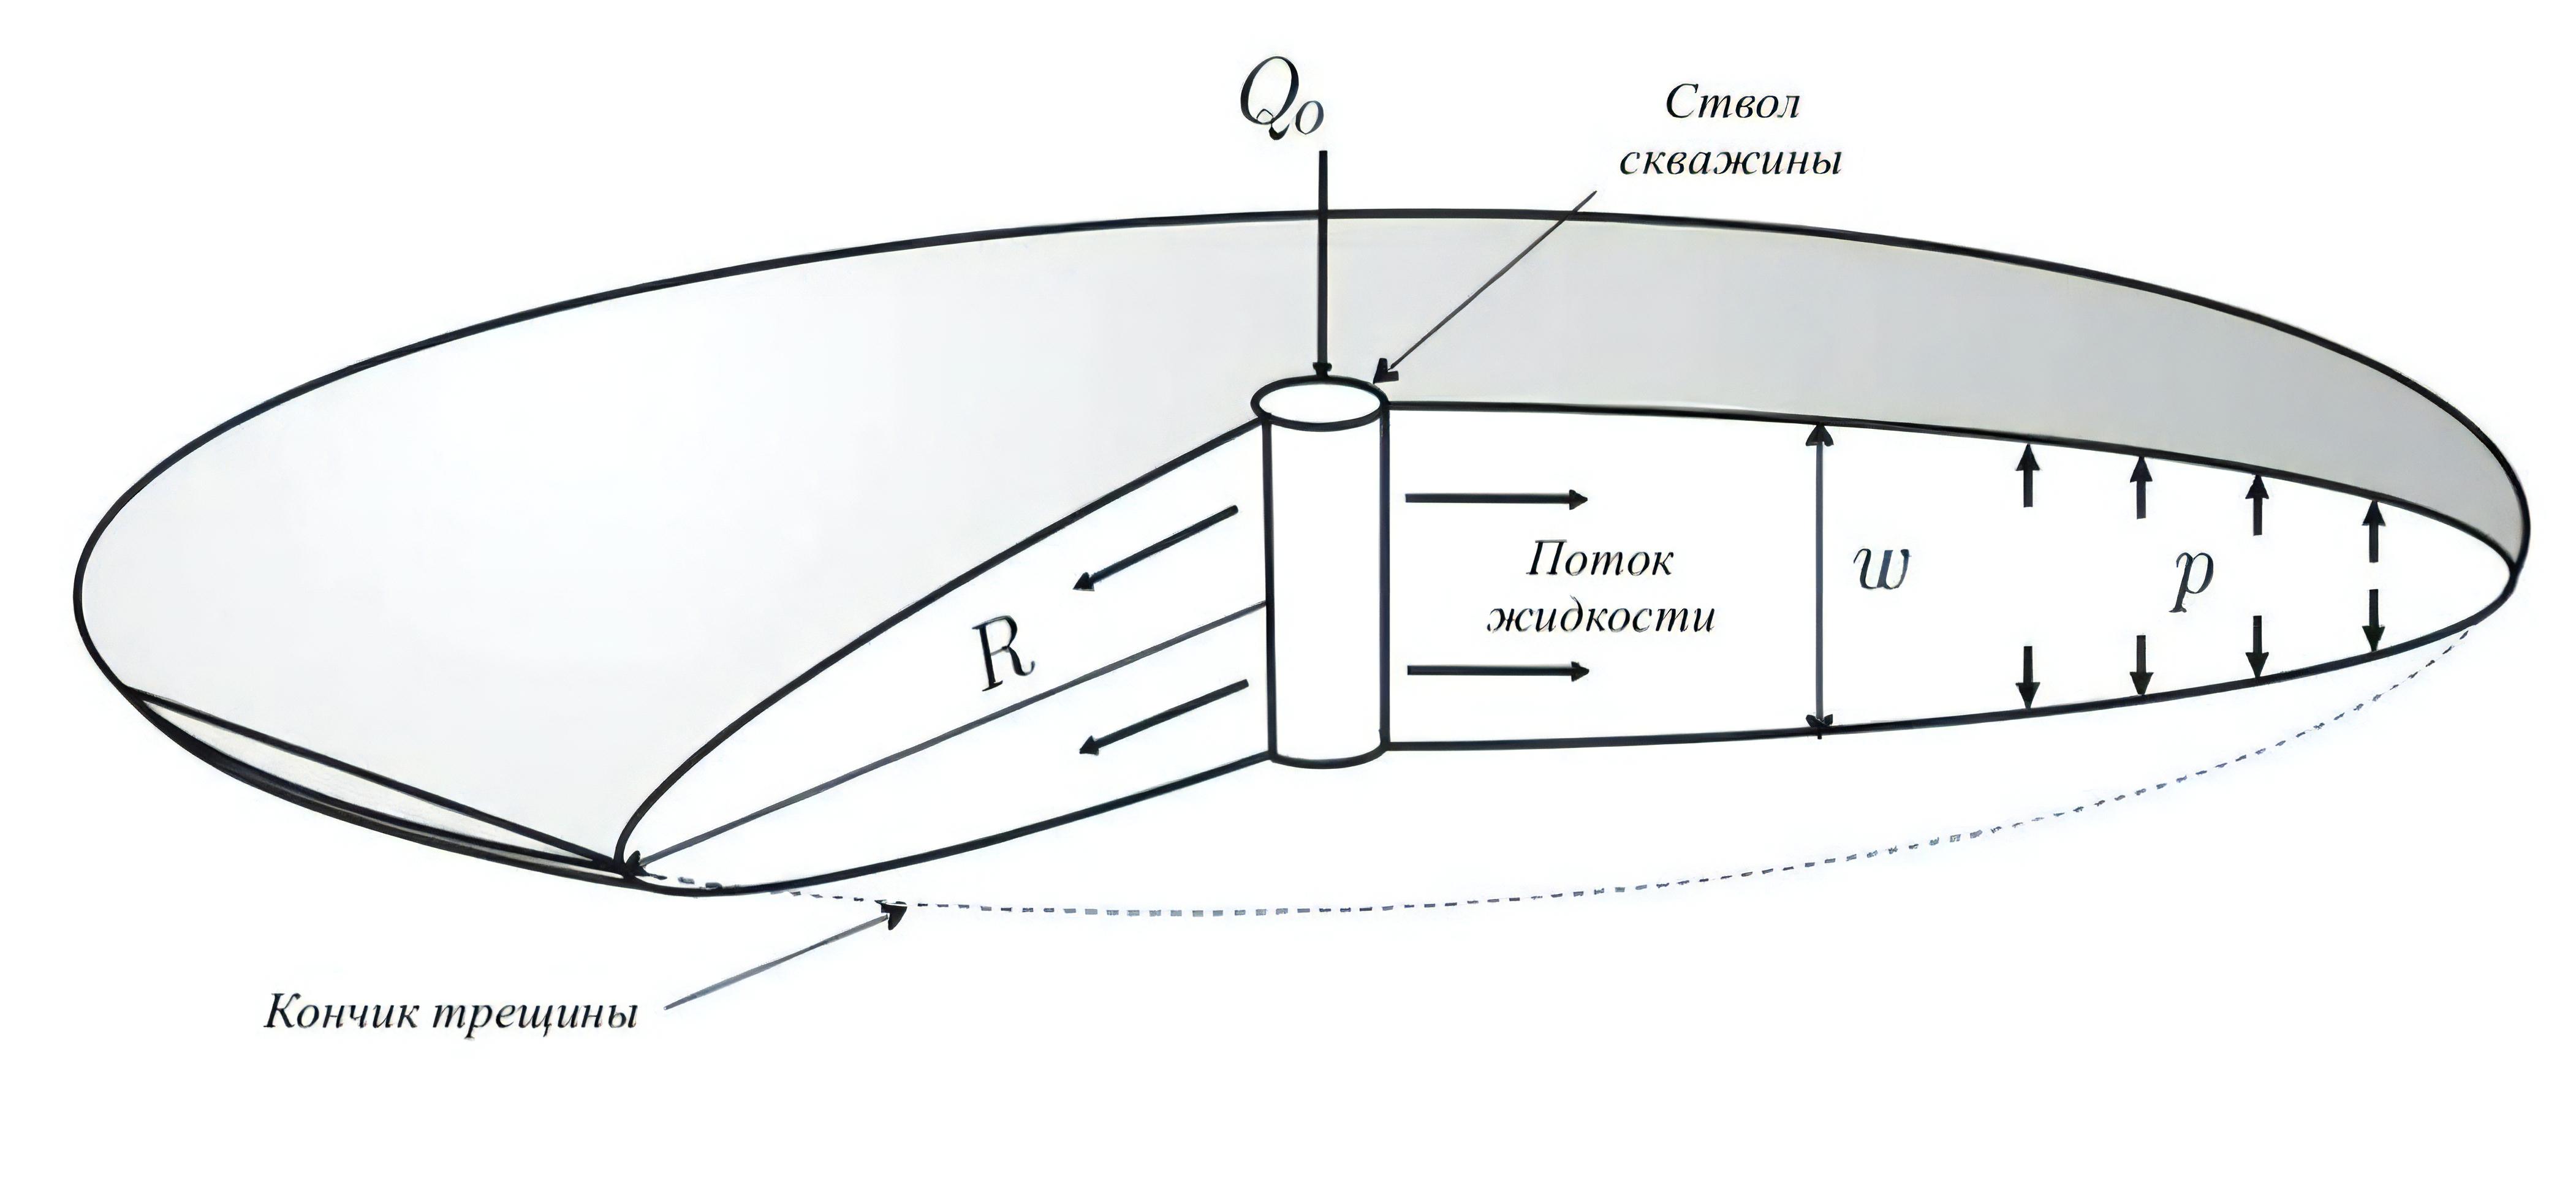 Q₀
Ствол
скважины
Поток
жидкости
w
p
R
Кончик трещины